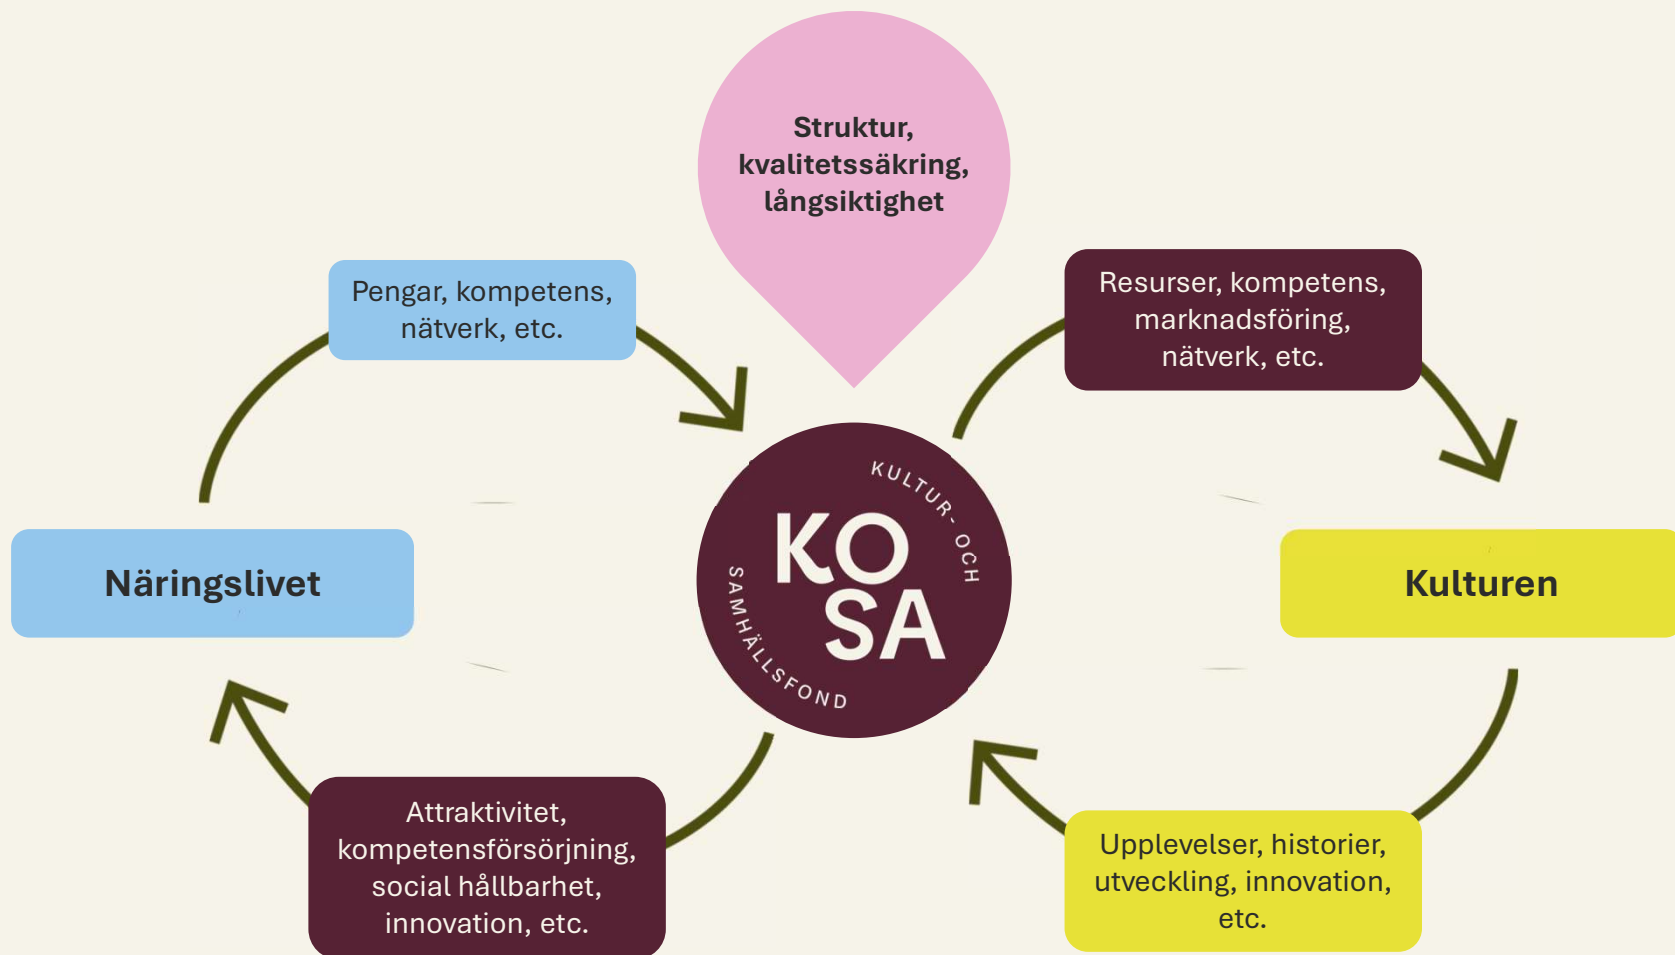 Struktur,
kvalitetssäkring,
långsiktighet
Pengar, kompetens,
nätverk, etc.
Resurser, kompetens,
marknadsföring,
nätverk, etc.
Näringslivet
KULTUR- OCH
KO
SA
SAMHÄLLSFOND
Kulturen
Attraktivitet,
kompetensförsörjning,
social hållbarhet,
innovation, etc.
Upplevelser, historier,
utveckling, innovation,
etc.